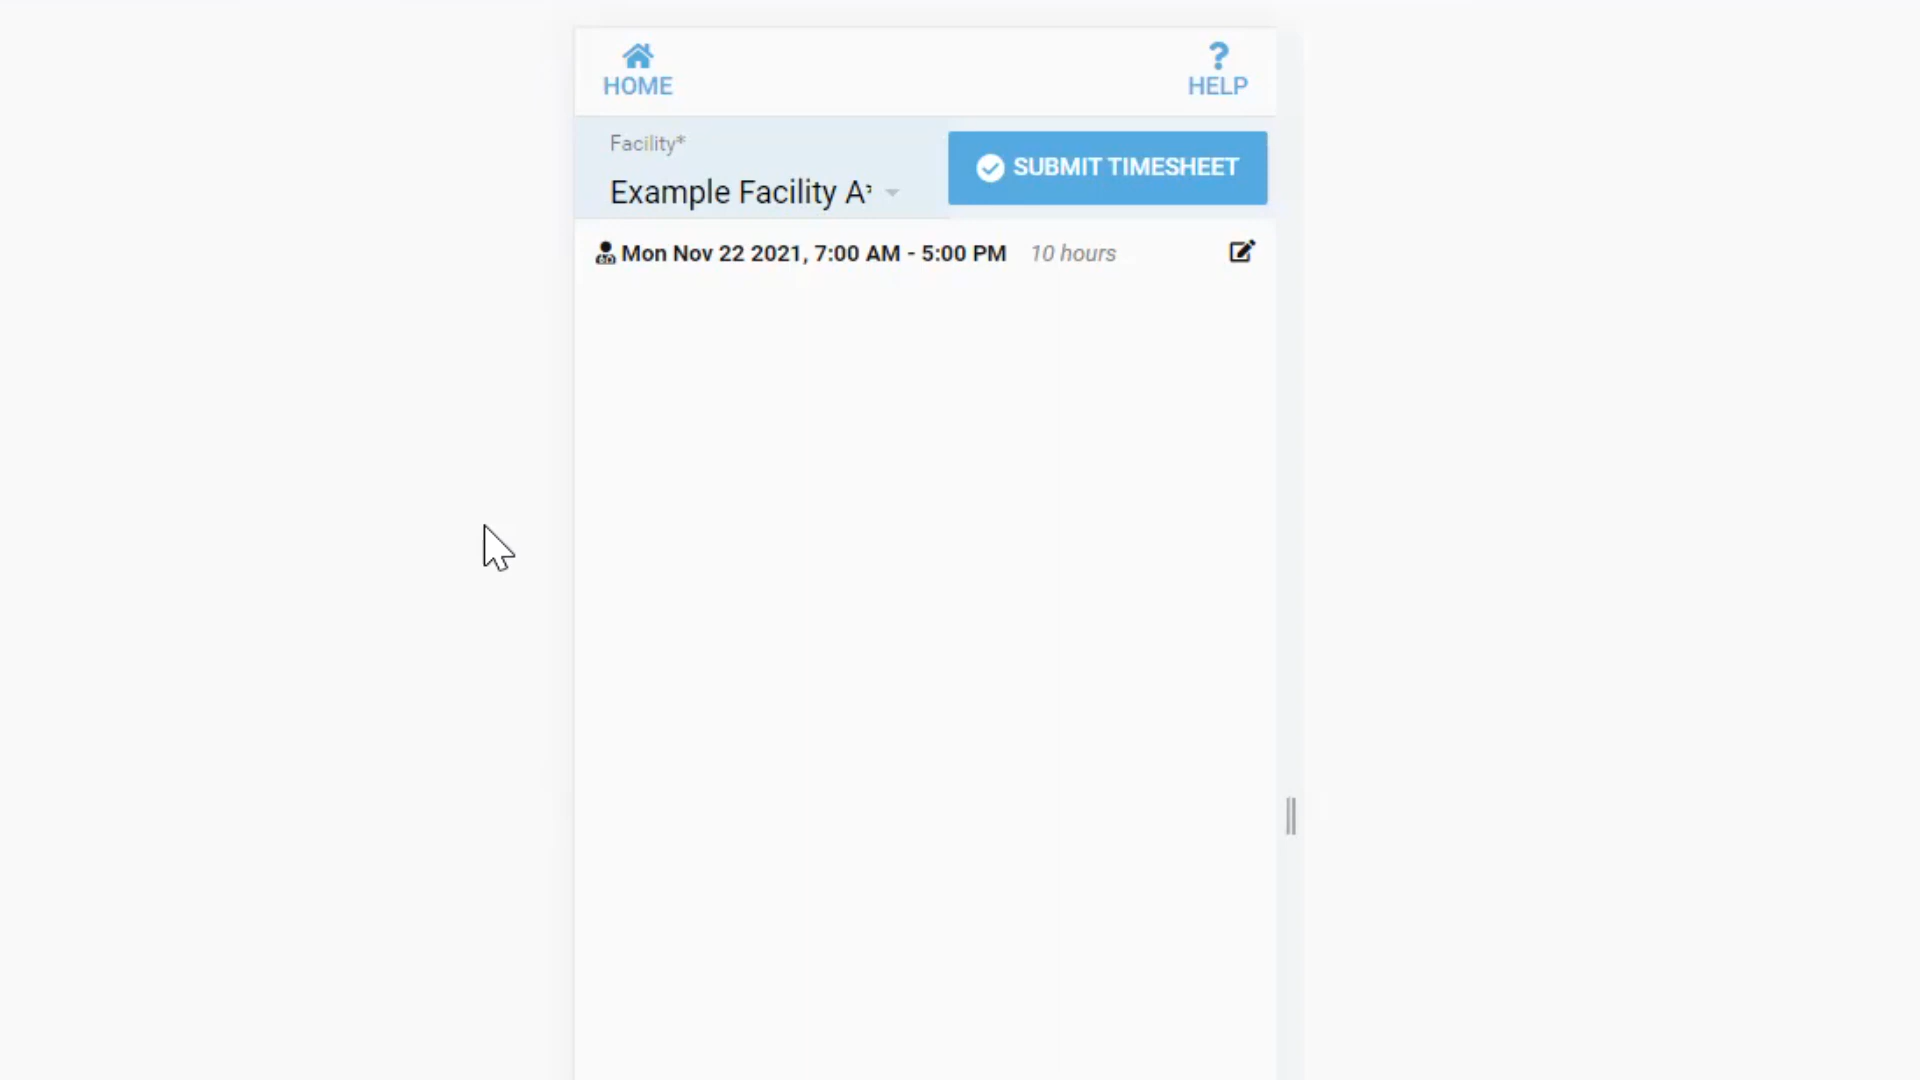 HOME
HELP
Facility*
Example Facility A
SUBMIT TIMESHEET
Mon Nov 22 2021, 7:00 AM - 5:00 PM 10 hours